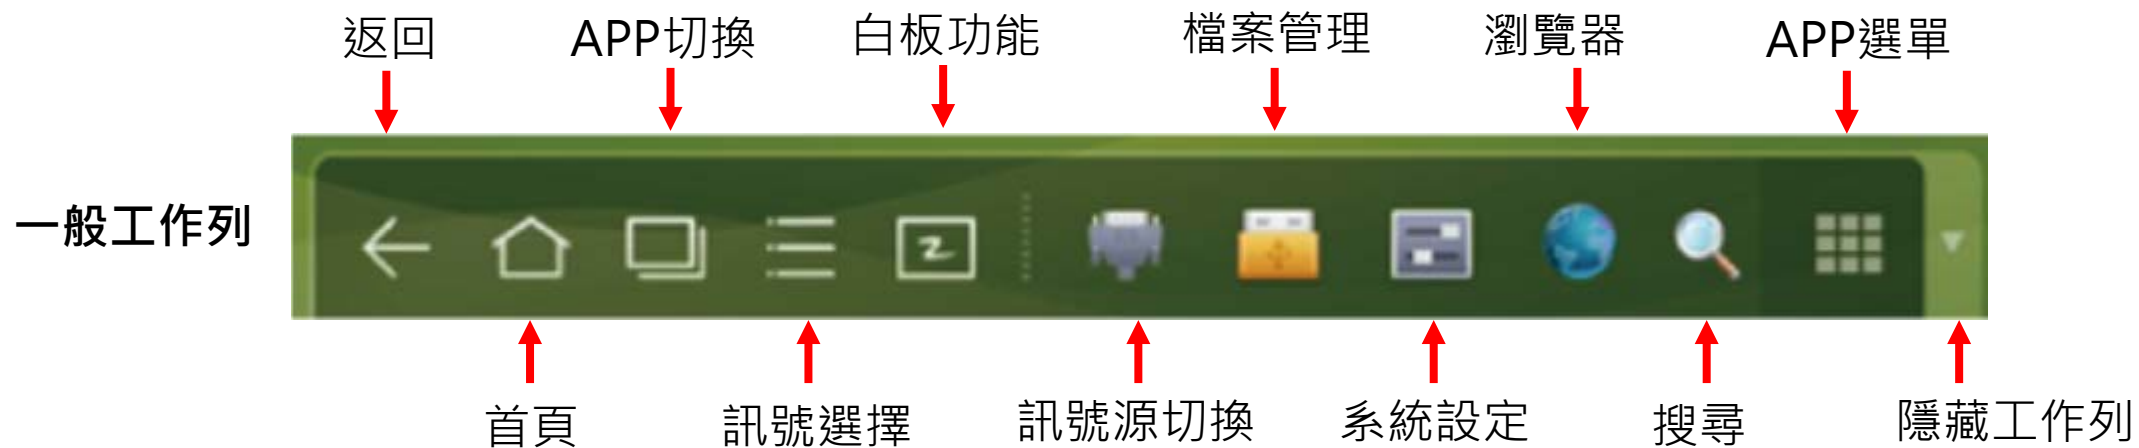 返回
APP切換
白板功能
檔案管理
瀏覽器
APP選單
一般工作列
首頁
訊號選擇
訊號源切換
系統設定
搜尋
隱藏工作列